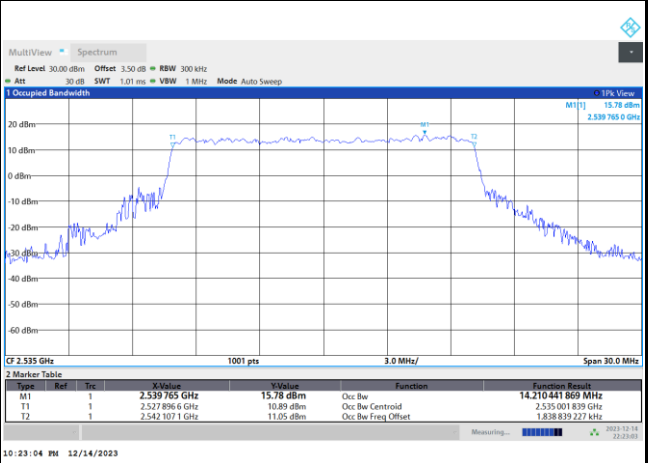 MultiView Spectrum
Ref Level 30.00 dBm Offset 3.50 dB RBW 300 kHz
Att 30 dB SWT 1.01 ms VBW 1 MHz Mode Auto Sweep
1 Occupied Bandwidth 1Pk View
M1[1] 15.78 dBm
2.539 765 0 GHz
M1
T1 T2
20 dBm
10 dBm
0 dBm
-10 dBm
-20 dBm
-30 dBm
-40 dBm
-50 dBm
-60 dBm
CF 2.535 GHz 1001 pts 3.0 MHz/ Span 30.0 MHz
2 Marker Table
Type Ref Trc X-Value Y-Value Function Function Result
M1 1 2.539 765 GHz 15.78 dBm Occ Bw 14.210 441 869 MHz
T1 1 2.527 896 6 GHz 10.89 dBm Occ Bw Centroid 2.535 001 839 GHz
T2 1 2.542 107 1 GHz 11.05 dBm Occ Bw Freq Offset 1.838 839 227 kHz
Measuring... 2023-12-14
22:23:03
10:23:04 PM 12/14/2023